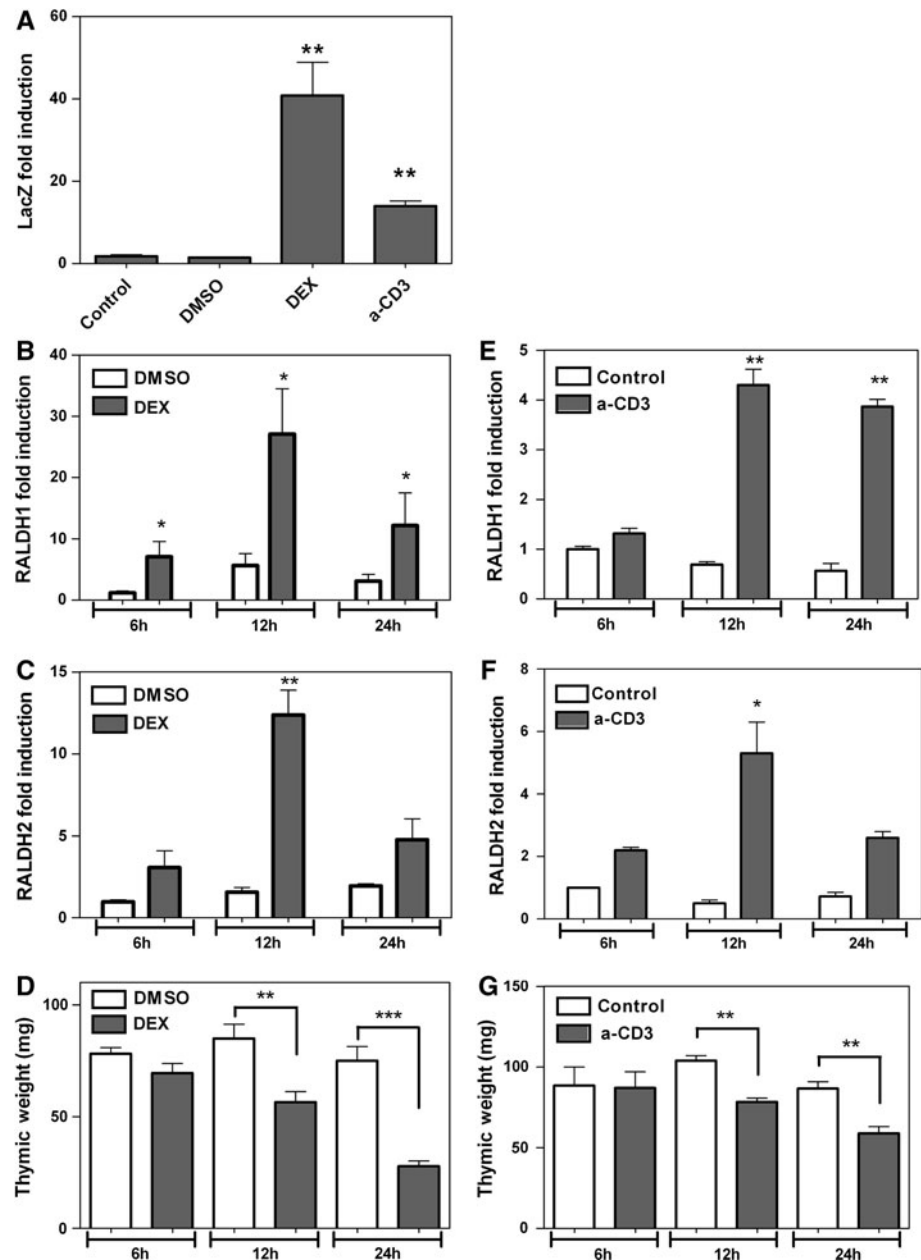 A
LacZ fold induction
60
40
20
0
**
**
Control
DMSO
DEX
a-CD3
B
RALDH1 fold induction
40
30
20
10
0
DMSO
DEX
*
*
*
6h
12h
24h
E
RALDH1 fold induction
5
4
3
2
1
0
Control
a-CD3
**
**
6h
12h
24h
C
RALDH2 fold induction
15
10
5
0
DMSO
DEX
**
6h
12h
24h
F
RALDH2 fold induction
8
6
4
2
0
Control
a-CD3
*
6h
12h
24h
D
Thymic weight (mg)
100
50
0
DMSO
DEX
**
***
6h
12h
24h
G
Thymic weight (mg)
150
100
50
0
Control
a-CD3
**
**
6h
12h
24h